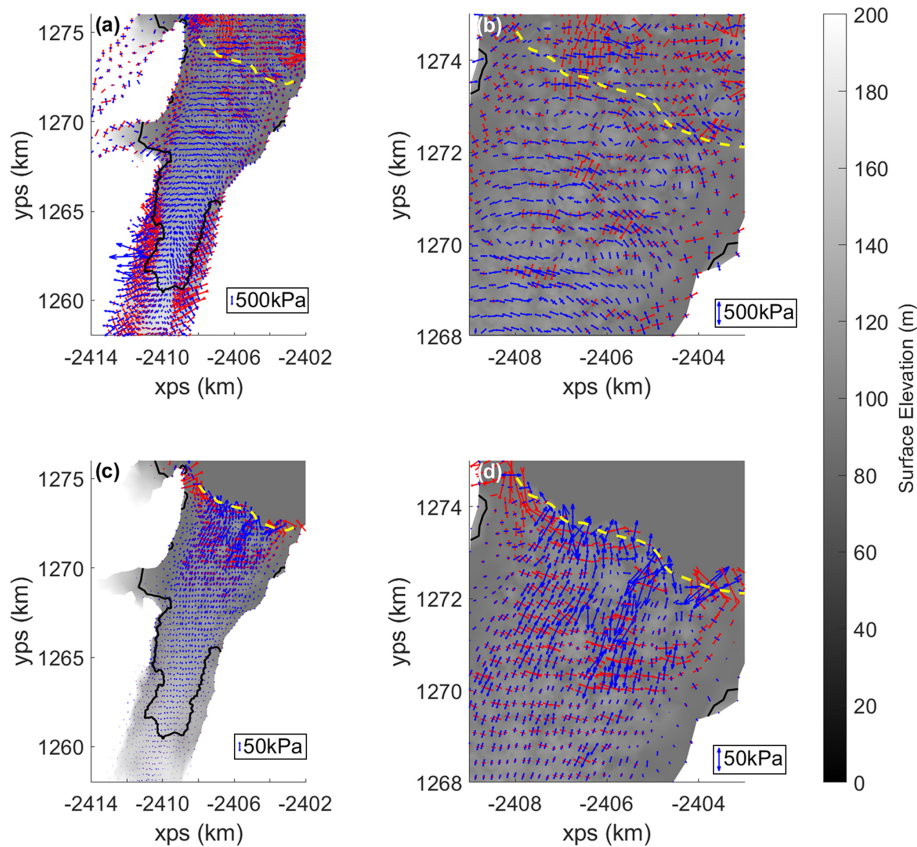 (a)
1275
1270
1265
1260
yps (km)
500kPa
-2414
-2410
-2406
-2402
xps (km)
(b)
1274
1272
1270
1268
yps (km)
500kPa
-2408
-2406
-2404
xps (km)
(c)
1275
1270
1265
1260
yps (km)
50kPa
-2414
-2410
-2406
-2402
xps (km)
(d)
1274
1272
1270
1268
yps (km)
50kPa
-2408
-2406
-2404
xps (km)
200
180
160
140
120
100
80
60
40
20
0
Surface Elevation (m)